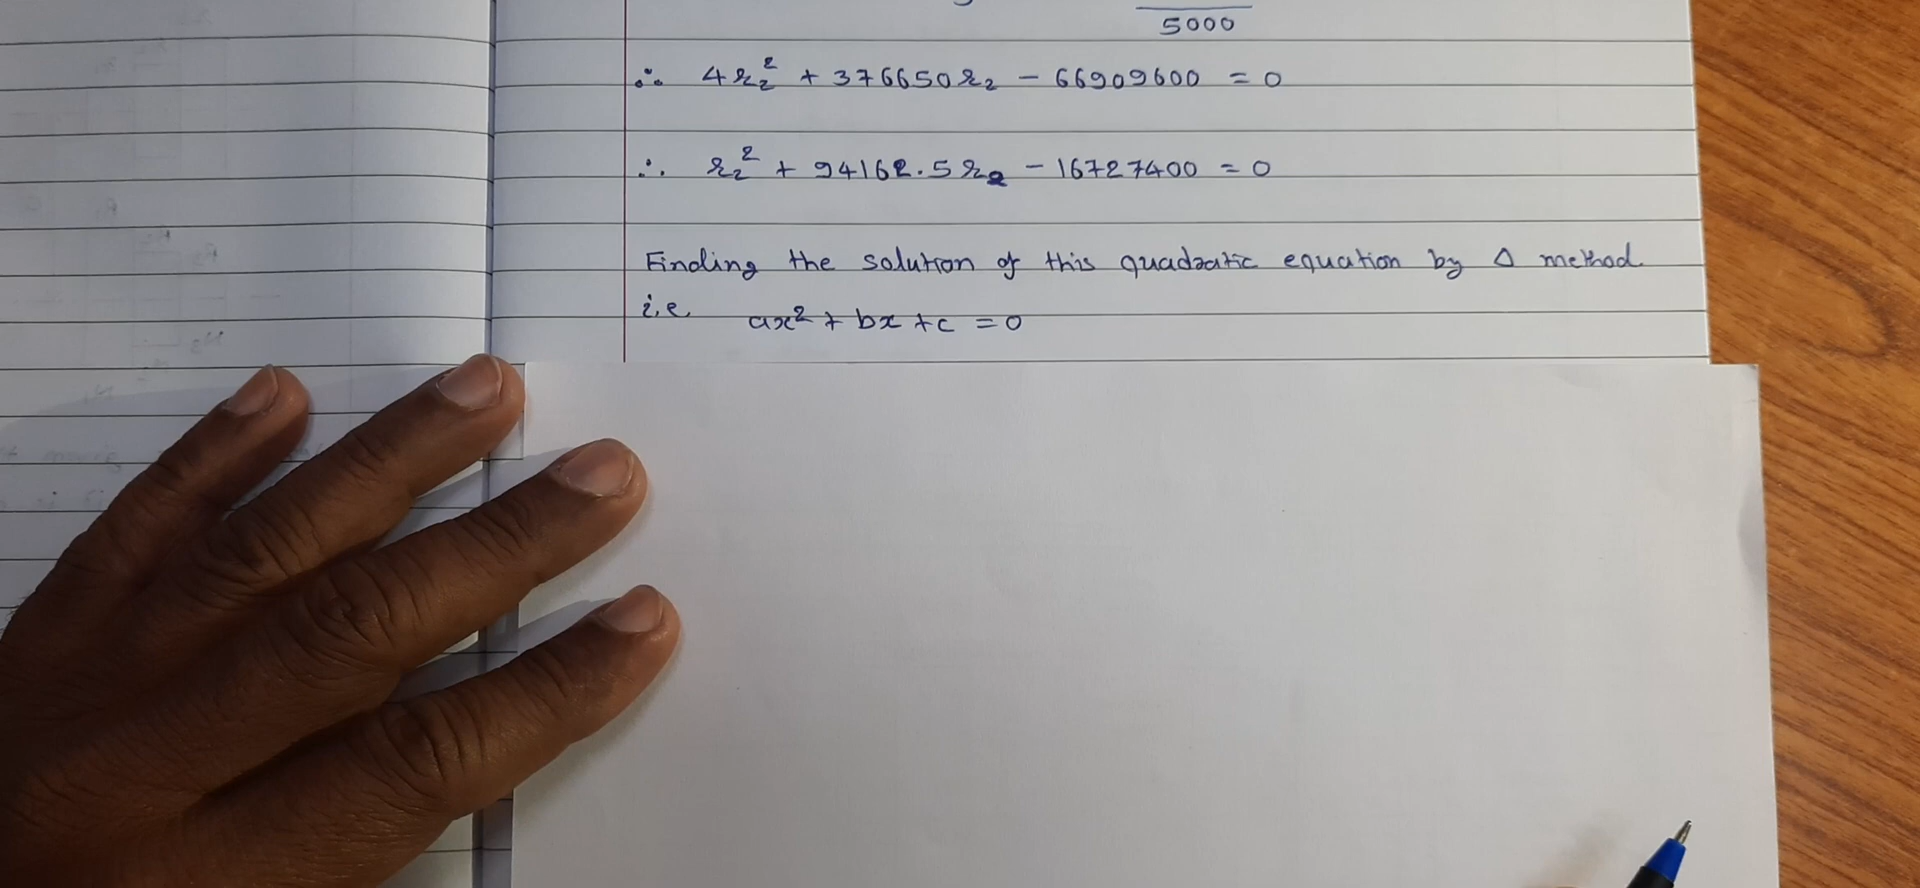 5000
∴ 4r₂² + 376650r₂ - 66909600 = 0
∴ r₂² + 94162.5r₂ - 16727400 = 0
Finding the solution of this quadratic equation by Δ method
i.e. ax² + bx + c = 0